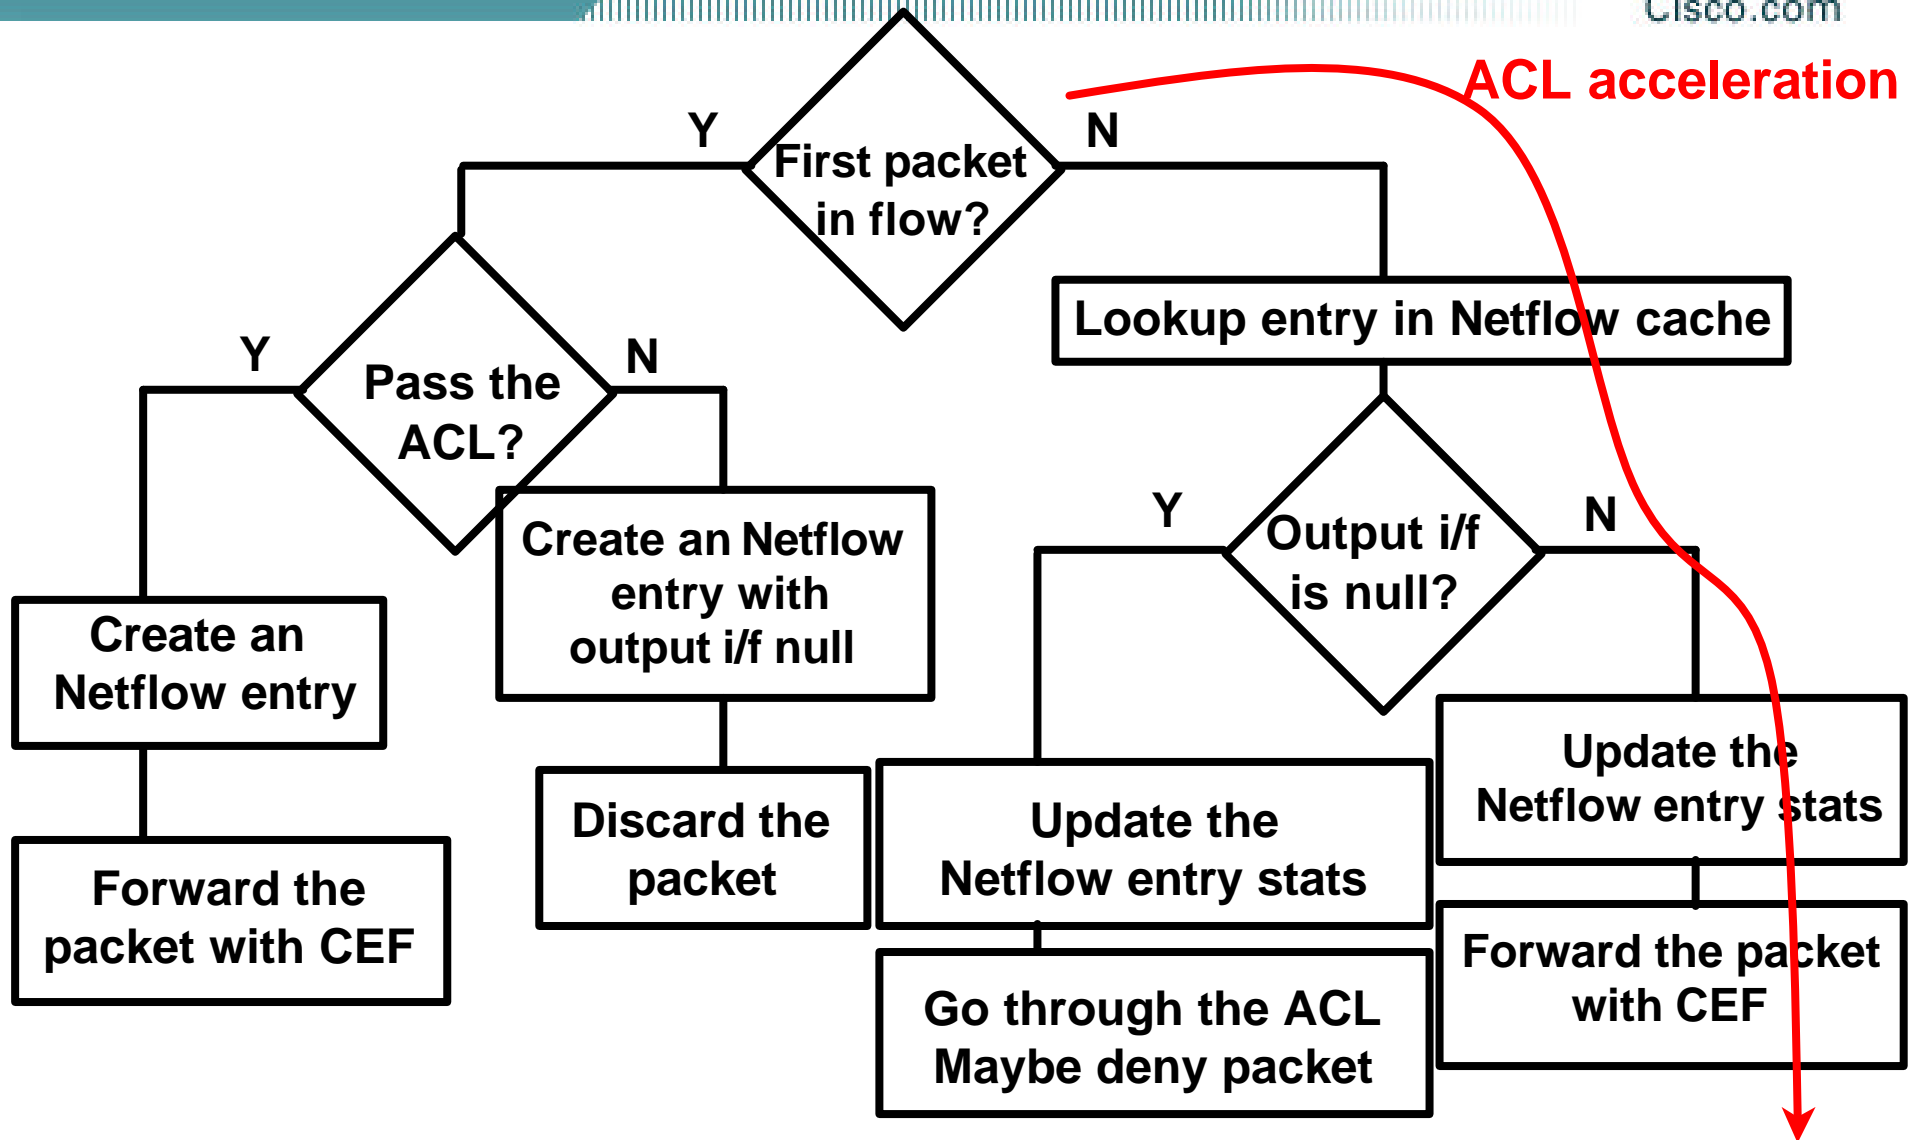 Cisco.com
ACL acceleration
Y
N
First packet
in flow?
Lookup entry in Netflow cache
Y
N
Pass the
ACL?
Y
N
Output i/f
is null?
Create an Netflow
entry with
output i/f null
Create an
Netflow entry
Update the
Netflow entry stats
Discard the
packet
Update the
Netflow entry stats
Forward the
packet with CEF
Forward the packet
with CEF
Go through the ACL
Maybe deny packet